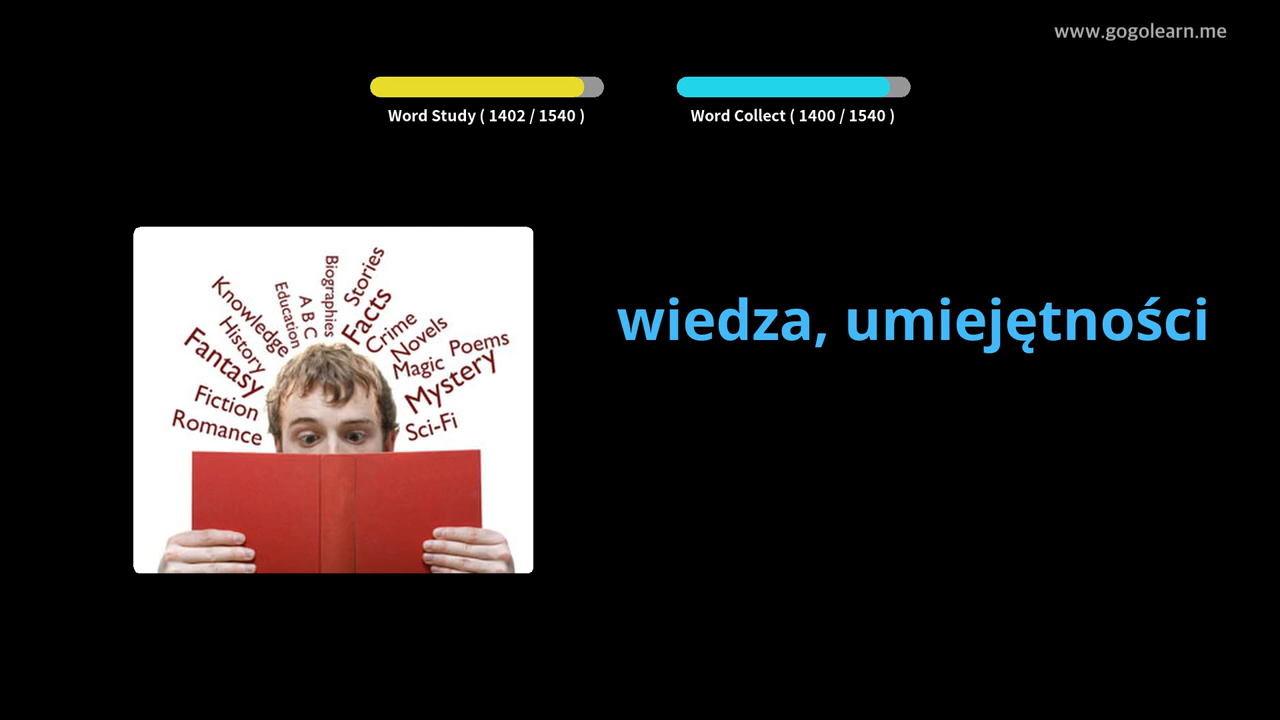 www.gogolearn.me
Word Study ( 1402 / 1540 )
Word Collect ( 1400 / 1540 )
wiedza, umiejętności
Romance
Fiction
Fantasy
History
Knowledge
Education
A B C
Biographies
Stories
Facts
Crime
Novels
Magic
Poems
Mystery
Sci-Fi